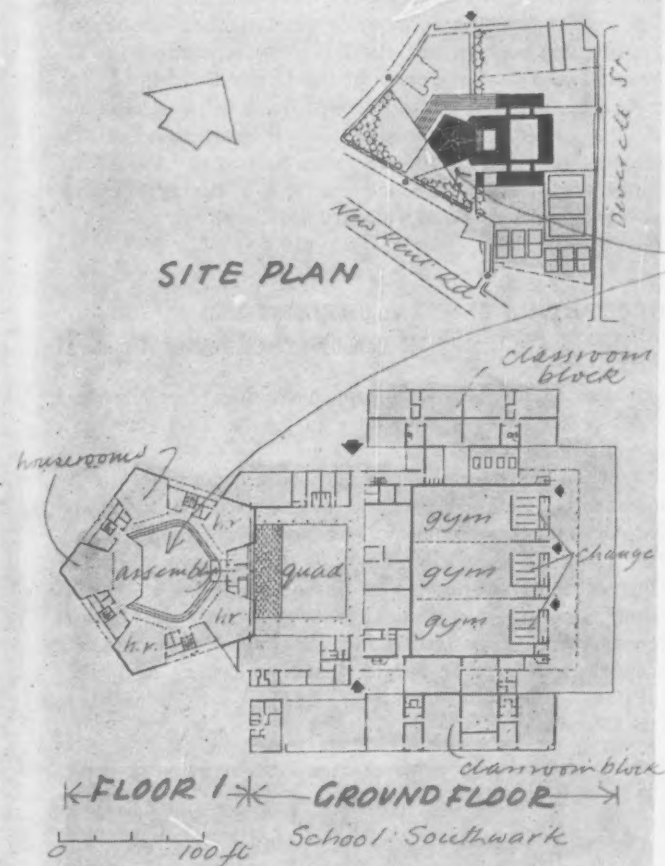 Deverell St.
New Kent Rd
SITE PLAN
classroom block
houserooms
h.r.
gym
assembly
quad
gym
change
h.r.
h.r.
gym
classroom block
FLOOR 1
GROUND FLOOR
School: Southwark
0 100 ft